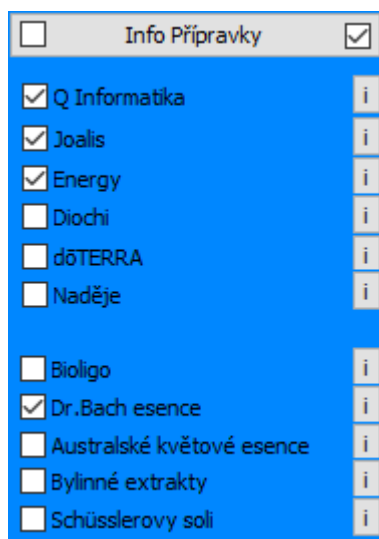 Info Přípravky
Q Informatika i
Joalis i
Energy i
Diochi i
dōTERRA i
Naděje i
Bioligo i
Dr.Bach esence i
Australské květové esence i
Bylinné extrakty i
Schüsslerovy soli i